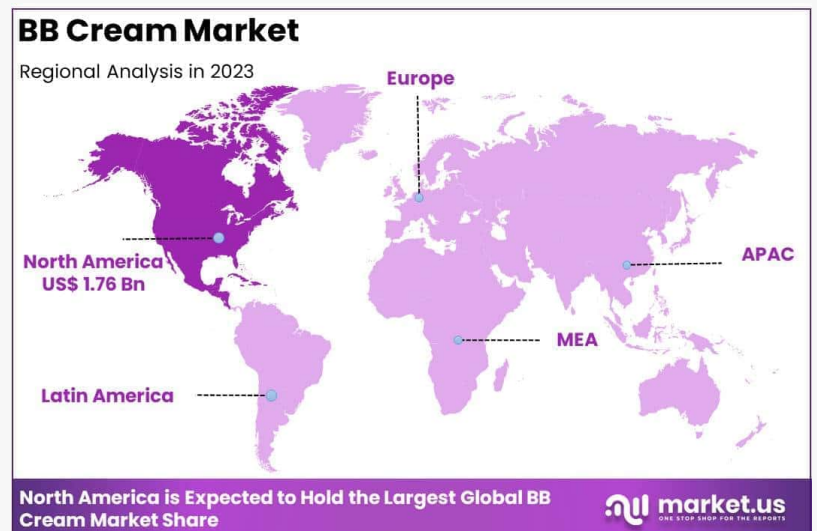 BB Cream Market
Regional Analysis in 2023
Europe
North America
US$ 1.76 Bn
APAC
MEA
Latin America
North America is Expected to Hold the Largest Global BB
Cream Market Share
market.us
ONE STOP SHOP FOR THE REPORTS